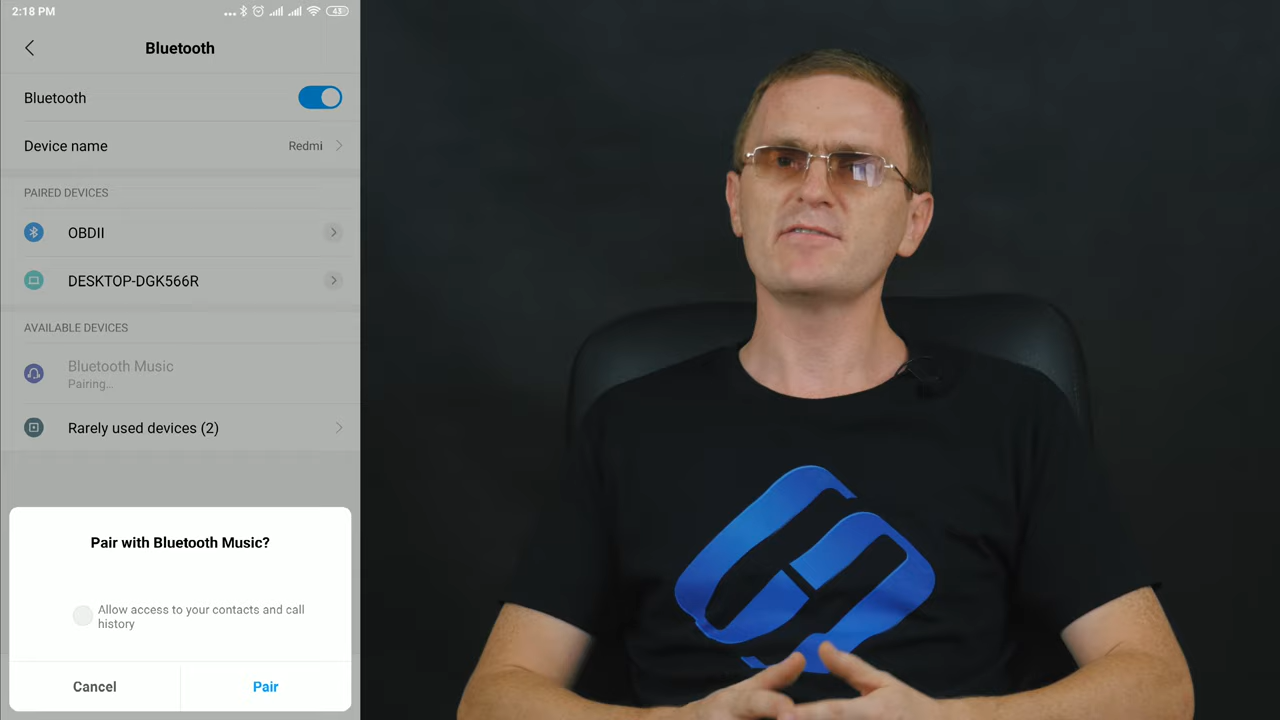 2:18 PM
43
Bluetooth
Bluetooth
Device name
Redmi
PAIRED DEVICES
OBDII
DESKTOP-DGK566R
AVAILABLE DEVICES
Bluetooth Music
Pairing...
Rarely used devices (2)
Pair with Bluetooth Music?
Allow access to your contacts and call
history
Cancel
Pair